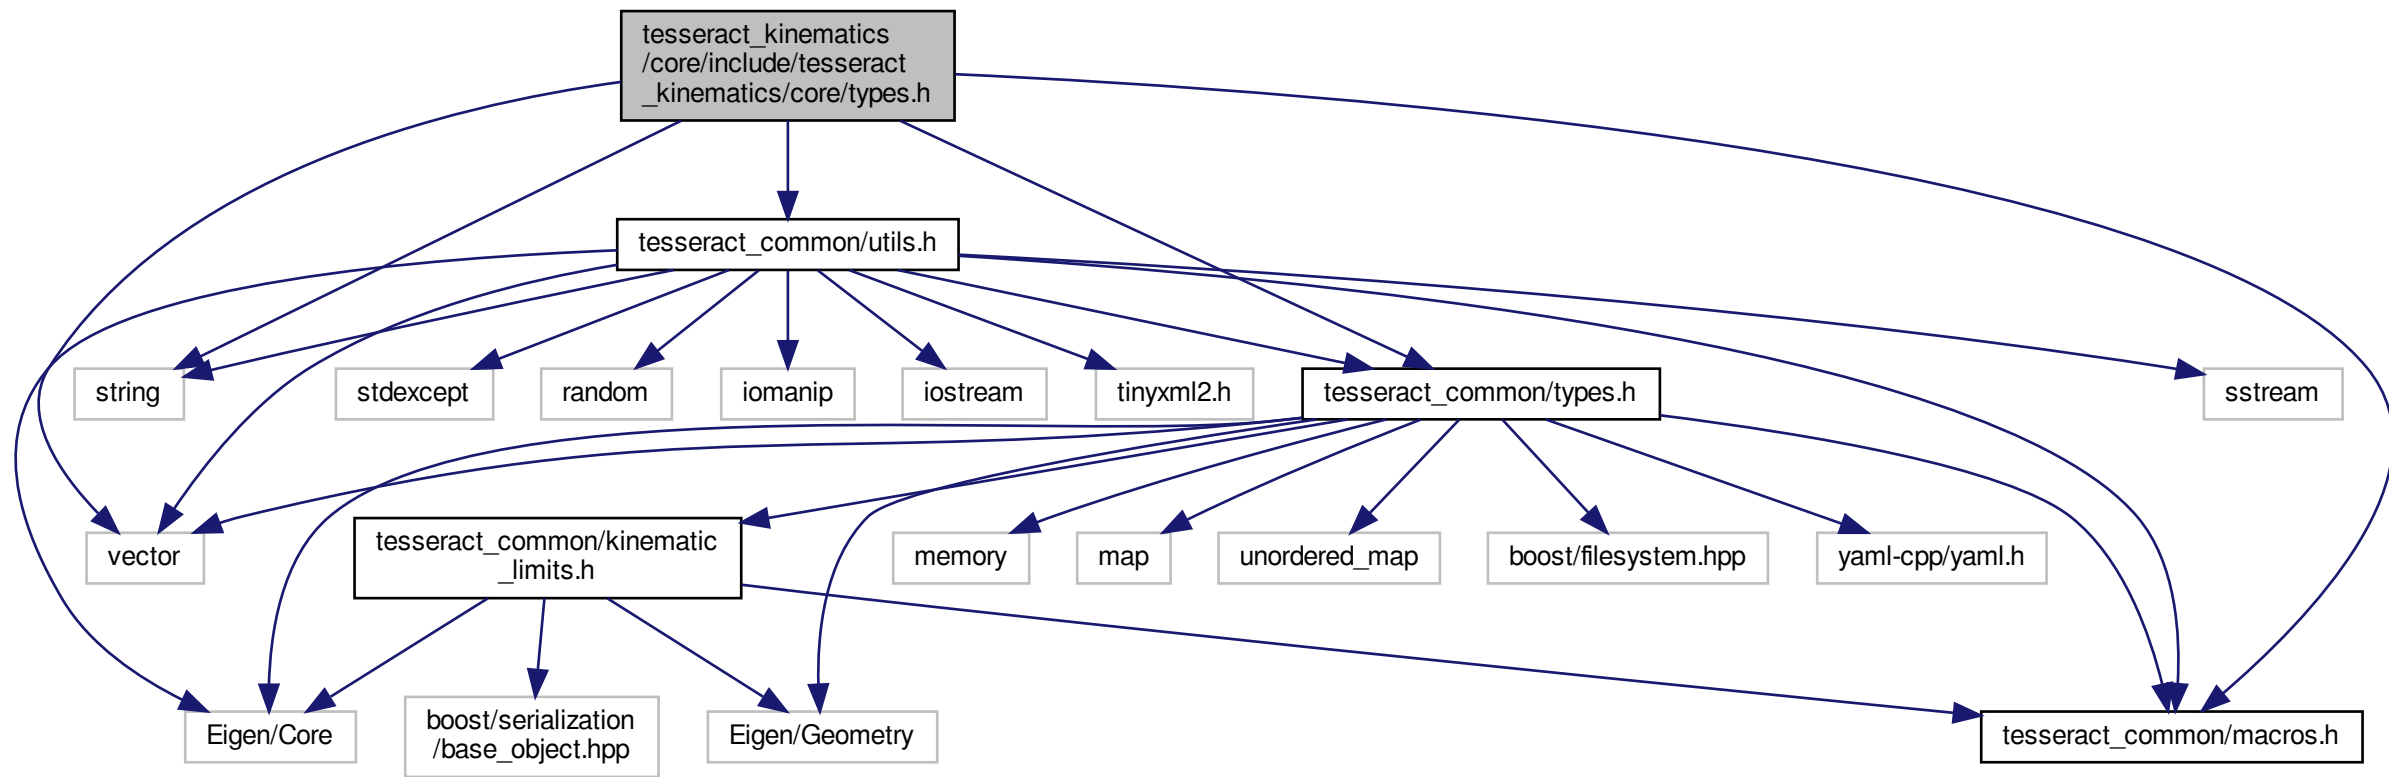 tesseract_kinematics
/core/include/tesseract
_kinematics/core/types.h
tesseract_common/utils.h
string
stdexcept
random
iomanip
iostream
tinyxml2.h
tesseract_common/types.h
sstream
vector
tesseract_common/kinematic
_limits.h
memory
map
unordered_map
boost/filesystem.hpp
yaml-cpp/yaml.h
Eigen/Core
boost/serialization
/base_object.hpp
Eigen/Geometry
tesseract_common/macros.h